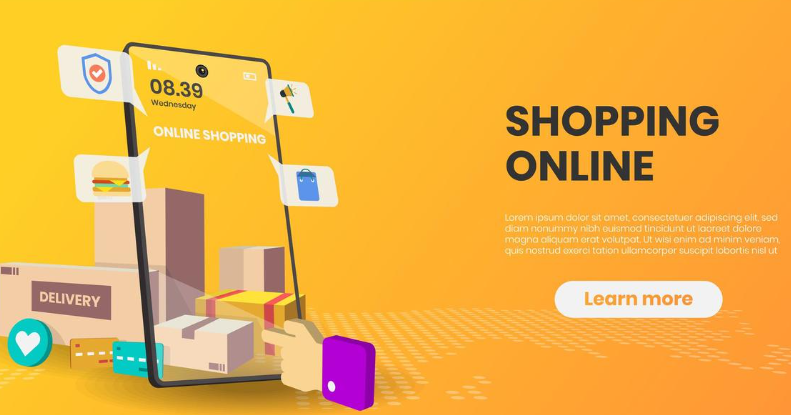 08.39
Wednesday
ONLINE SHOPPING
DELIVERY
SHOPPING
ONLINE
Lorem ipsum dolor sit amet, consectetuer adipiscing elit, sed
diam nonummy nibh euismod tincidunt ut laoreet dolore
magna aliquam erat volutpat. Ut wisi enim ad minim veniam,
quis nostrud exerci tation ullamcorper suscipit lobortis nisl ut
Learn more